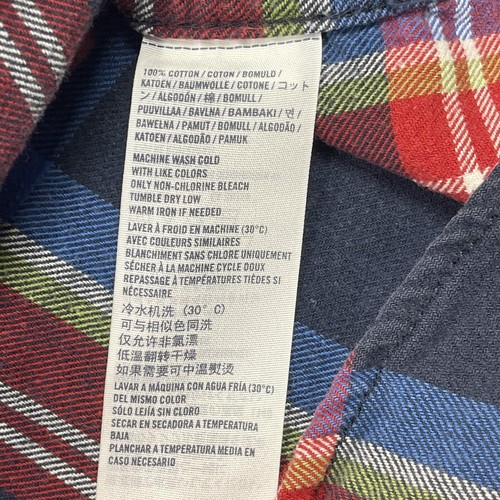 100% COTTON / COTON / BOMULD /
KATOEN / BAUMWOLLE / COTONE / コット
ン / ALGODÓN / 棉 / BOMULL /
PUUVILLAA / BAVLNA / ΒΑΜΒΑΚΙ / 면 /
BAWEŁNA / PAMUT / BOMULL / ALGODÃO /
KATOEN / ALGODÃO / PAMUK
MACHINE WASH COLD
WITH LIKE COLORS
ONLY NON-CHLORINE BLEACH
TUMBLE DRY LOW
WARM IRON IF NEEDED
LAVER À FROID EN MACHINE (30°C)
AVEC COULEURS SIMILAIRES
BLANCHIMENT SANS CHLORE UNIQUEMENT
SÉCHER À LA MACHINE CYCLE DOUX
REPASSAGE À TEMPÉRATURES TIÈDES SI
NÉCESSAIRE
冷水机洗 (30°C)
可与相似色同洗
仅允许非氯漂
低温翻转干燥
如果需要可中温熨烫
LAVAR A MÁQUINA CON AGUA FRÍA (30°C)
DEL MISMO COLOR
SÓLO LEJÍA SIN CLORO
SECAR EN SECADORA A TEMPERATURA
BAJA
PLANCHAR A TEMPERATURA MEDIA EN
CASO NECESARIO